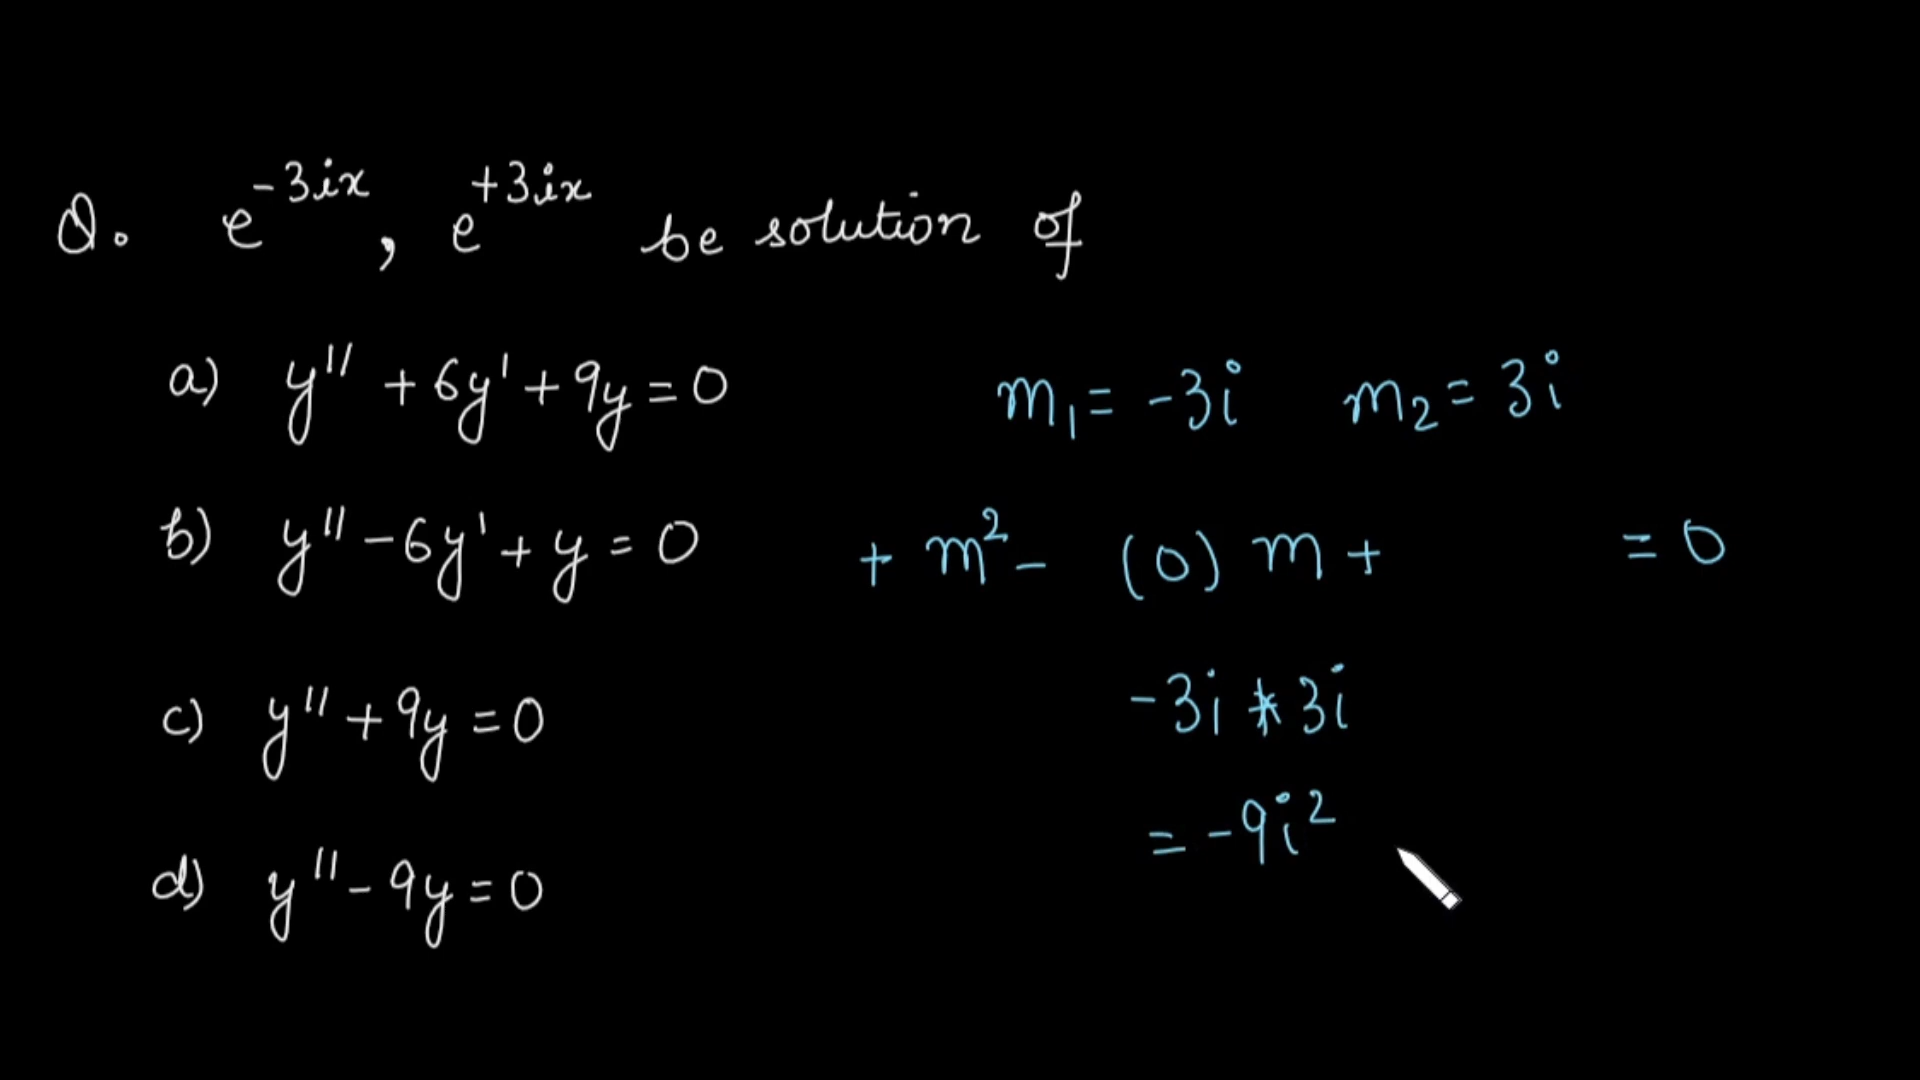 Q. e^{-3ix}, e^{+3ix} be solution of
a) y'' + 6y' + 9y = 0
m₁ = -3i m₂ = 3i
b) y'' - 6y' + y = 0
+ m² - (0) m + = 0
c) y'' + 9y = 0
-3i * 3i
= -9i²
d) y'' - 9y = 0